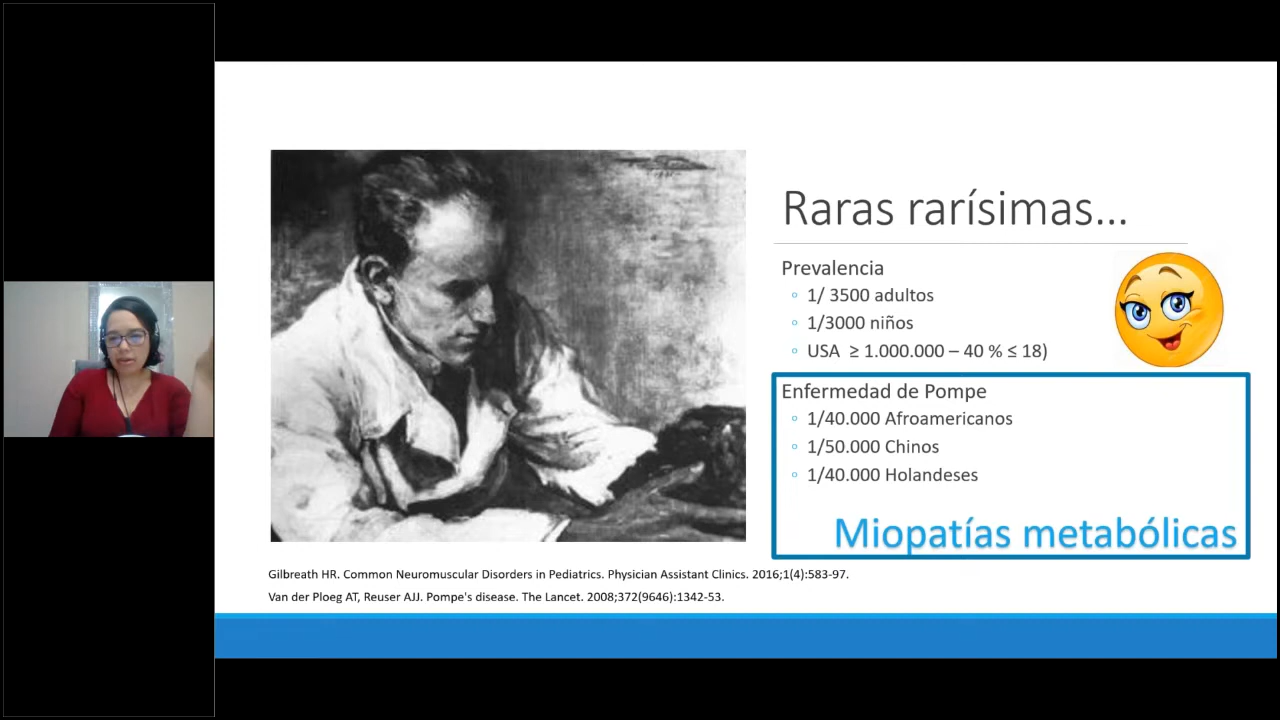 Raras rarísimas...
Prevalencia
◦ 1/ 3500 adultos
◦ 1/3000 niños
◦ USA ≥ 1.000.000 – 40 % ≤ 18)
Enfermedad de Pompe
◦ 1/40.000 Afroamericanos
◦ 1/50.000 Chinos
◦ 1/40.000 Holandeses
Miopatías metabólicas
Gilbreath HR. Common Neuromuscular Disorders in Pediatrics. Physician Assistant Clinics. 2016;1(4):583-97.
Van der Ploeg AT, Reuser AJJ. Pompe's disease. The Lancet. 2008;372(9646):1342-53.